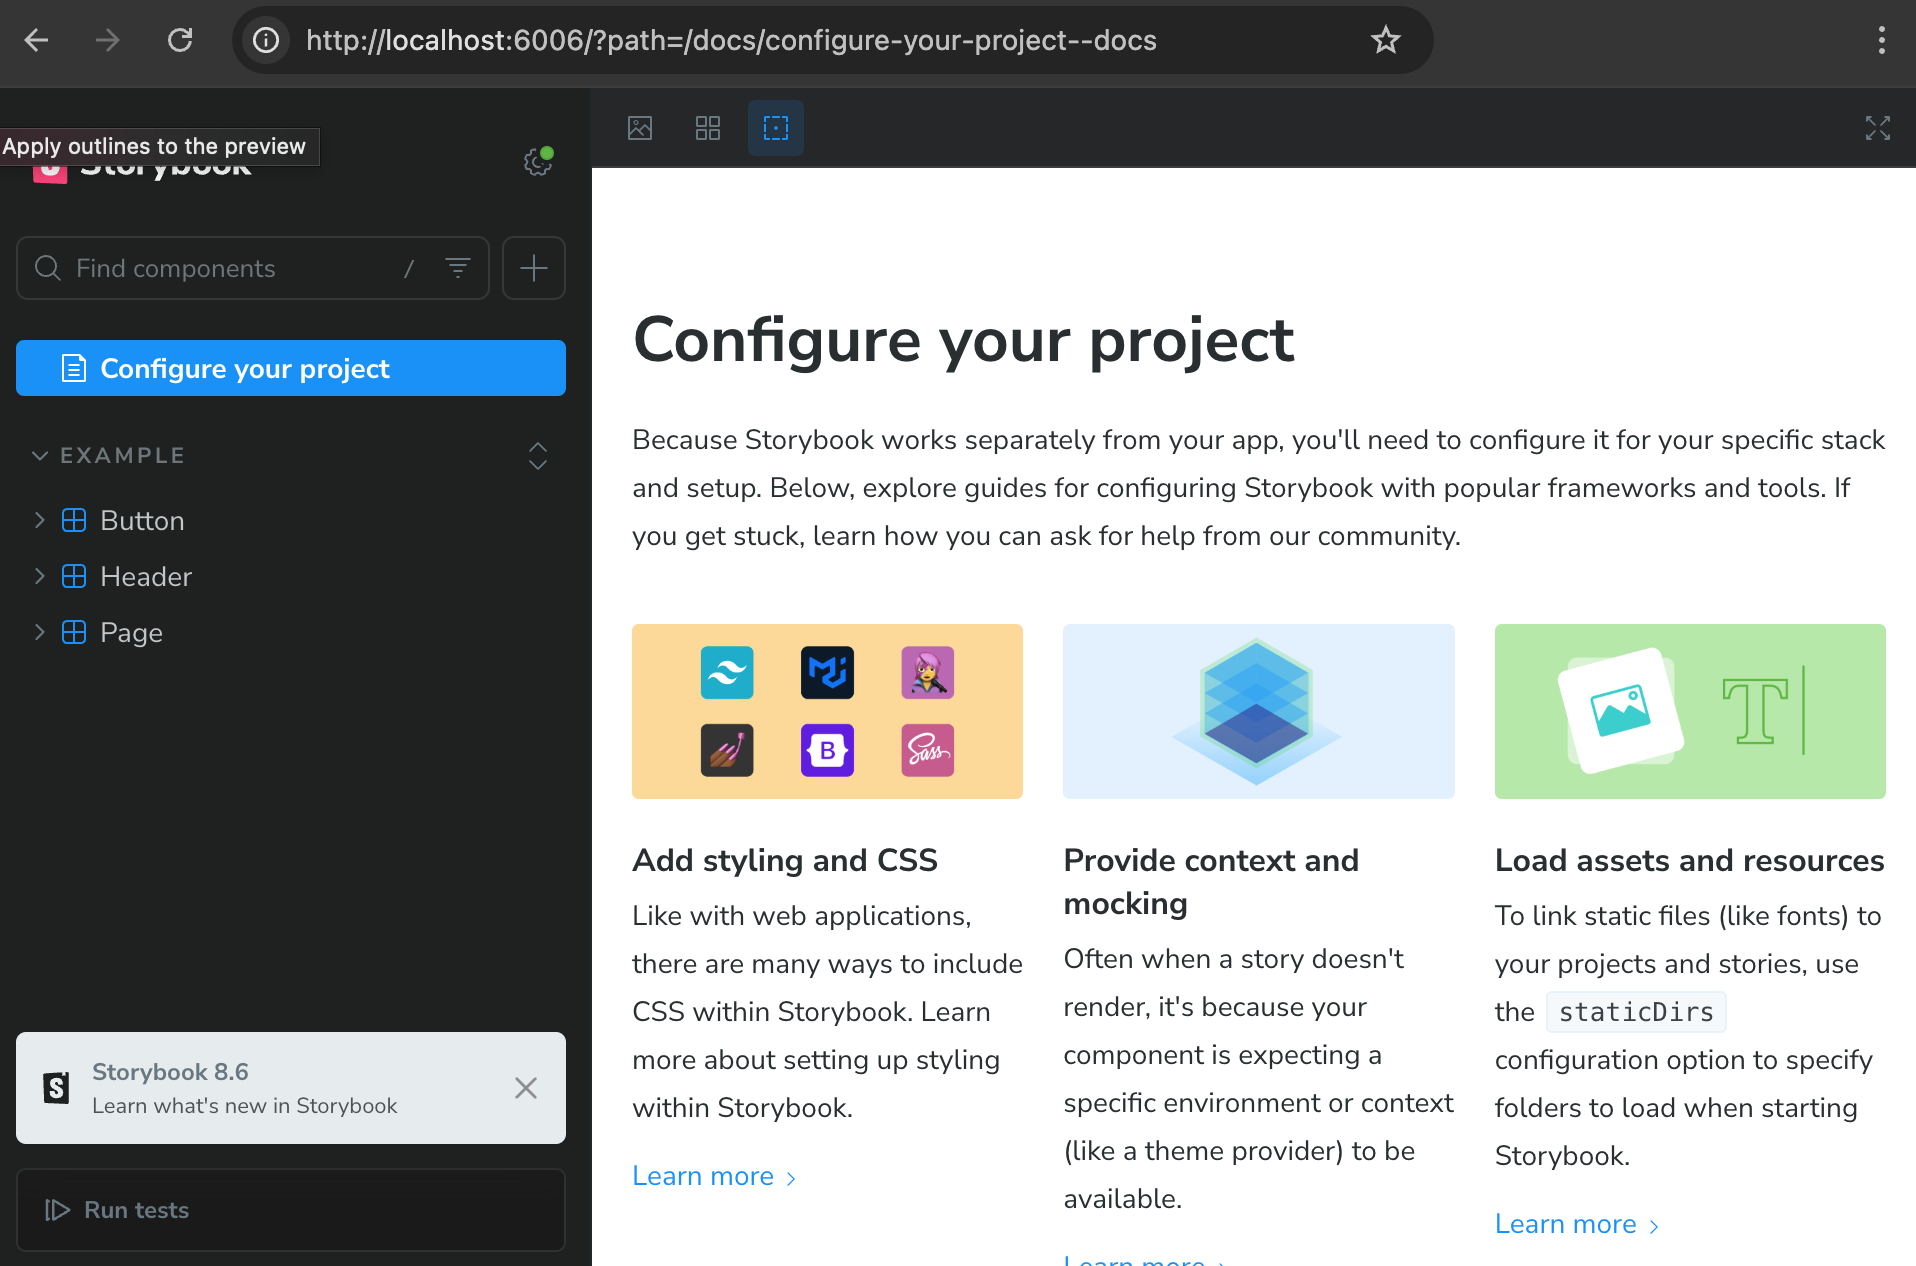 http://localhost:6006/?path=/docs/configure-your-project--docs
Apply outlines to the preview
Storybook
Find components /
Configure your project
EXAMPLE
Button
Header
Page
Storybook 8.6
Learn what's new in Storybook
Run tests
Configure your project
Because Storybook works separately from your app, you'll need to configure it for your specific stack
and setup. Below, explore guides for configuring Storybook with popular frameworks and tools. If
you get stuck, learn how you can ask for help from our community.
B
Sass
T
Add styling and CSS
Like with web applications,
there are many ways to include
CSS within Storybook. Learn
more about setting up styling
within Storybook.
Learn more
Provide context and
mocking
Often when a story doesn't
render, it's because your
component is expecting a
specific environment or context
(like a theme provider) to be
available.
Learn more
Load assets and resources
To link static files (like fonts) to
your projects and stories, use
the staticDirs
configuration option to specify
folders to load when starting
Storybook.
Learn more